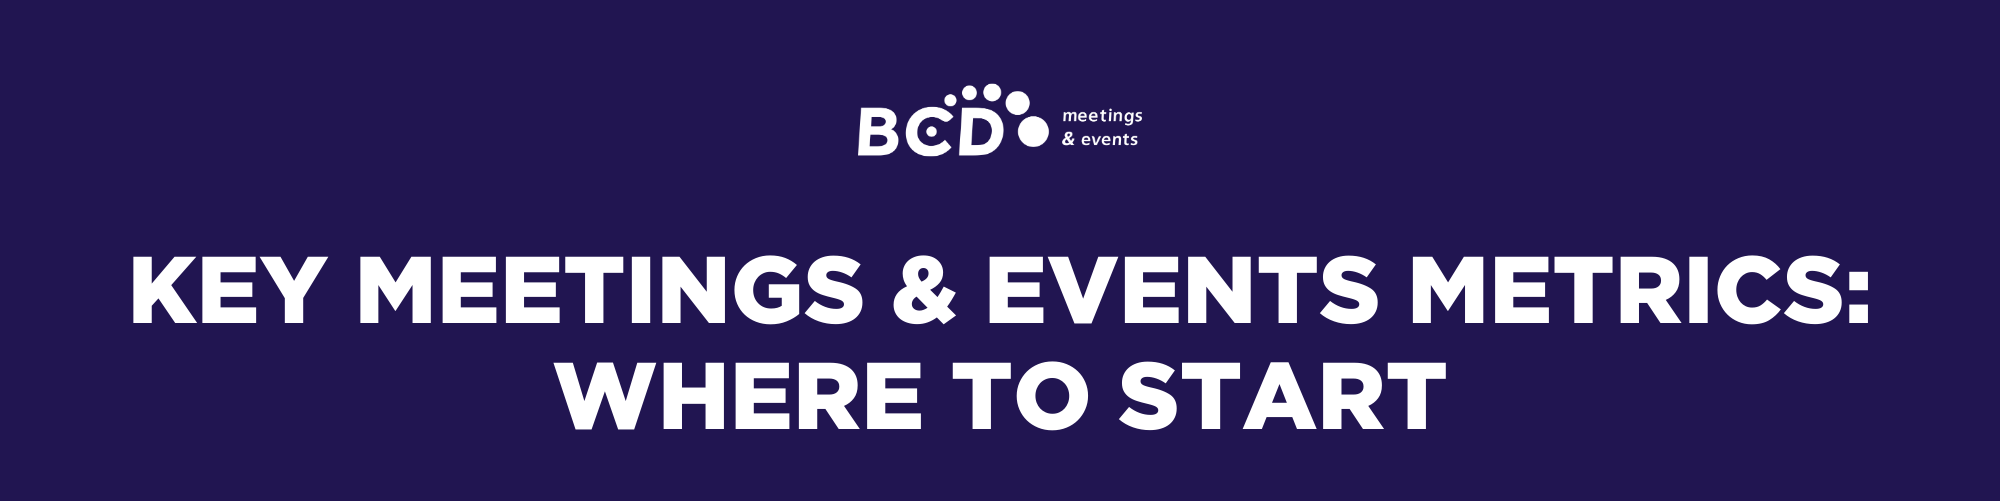 BCD meetings
& events
KEY MEETINGS & EVENTS METRICS:
WHERE TO START